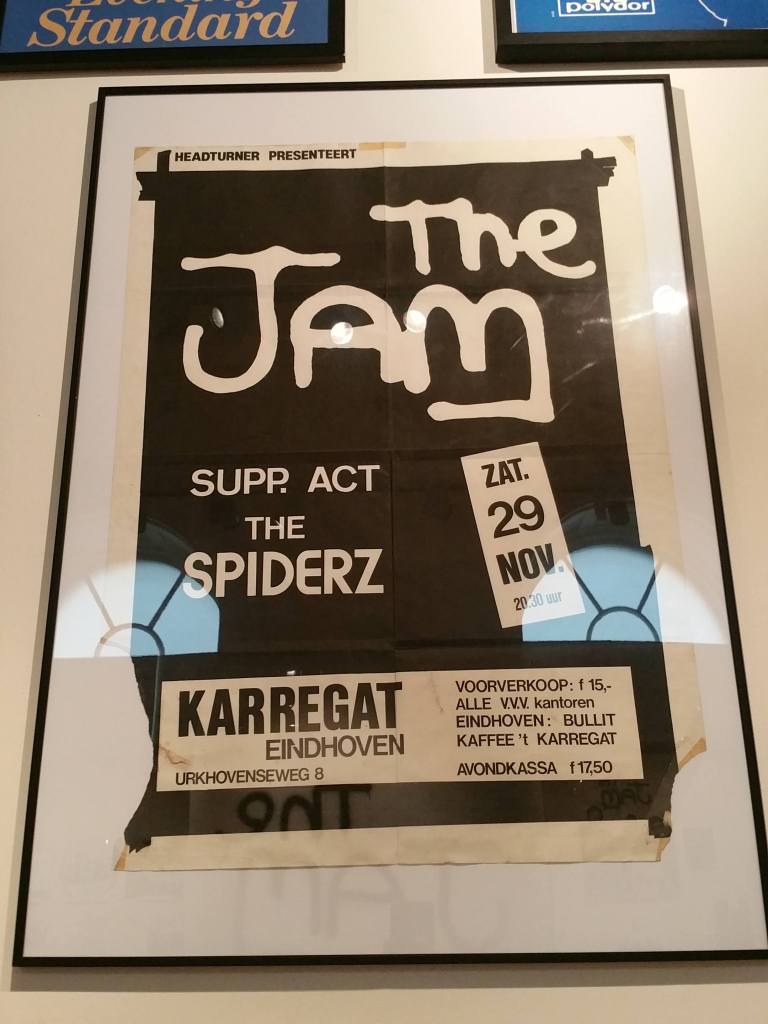 Evening
Standard
polydor
HEADTURNER PRESENTEERT
The
JAM
SUPP. ACT
THE
SPIDERZ
ZAT.
29
NOV.
20.30 uur
KARREGAT
EINDHOVEN
URKHOVENSEWEG 8
VOORVERKOOP: f 15,-
ALLE V.V.V. kantoren
EINDHOVEN: BULLIT
KAFFEE 't KARREGAT
AVONDKASSA f 17,50